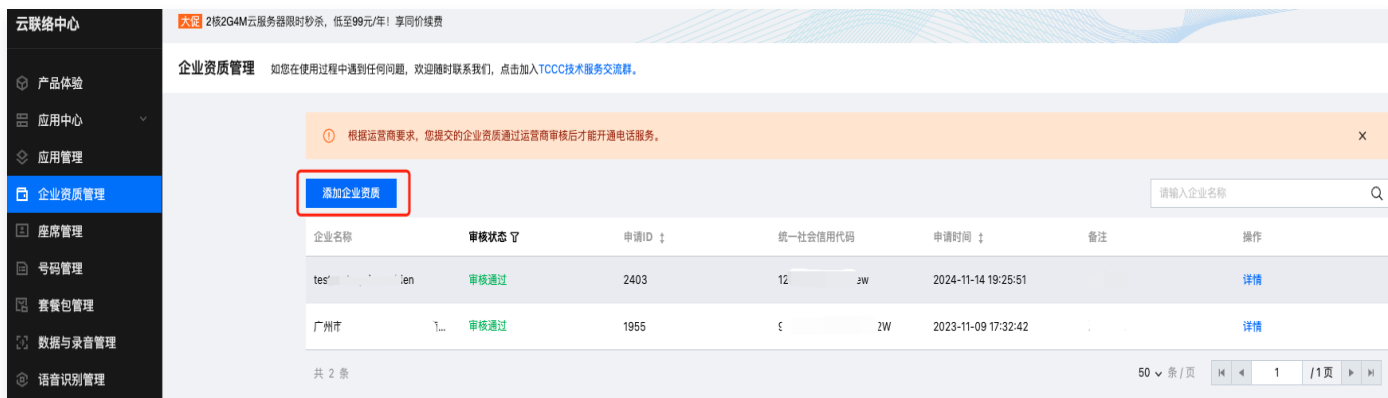 云联络中心
大促 2核2G4M云服务器限时秒杀，低至99元/年！享同价续费
企业资质管理 如您在使用过程中遇到任何问题，欢迎随时联系我们，点击加入TCCC技术服务交流群。
产品体验
应用中心
应用管理
企业资质管理
座席管理
号码管理
套餐包管理
数据与录音管理
语音识别管理
根据运营商要求，您提交的企业资质通过运营商审核后才能开通电话服务。
添加企业资质
请输入企业名称
企业名称 审核状态 申请ID 统一社会信用代码 申请时间 备注 操作
审核通过 2403 12 2024-11-14 19:25:51 详情
广州市 ... 审核通过 1955 2W 2023-11-09 17:32:42 详情
共 2 条
50 条 / 页 1 / 1 页